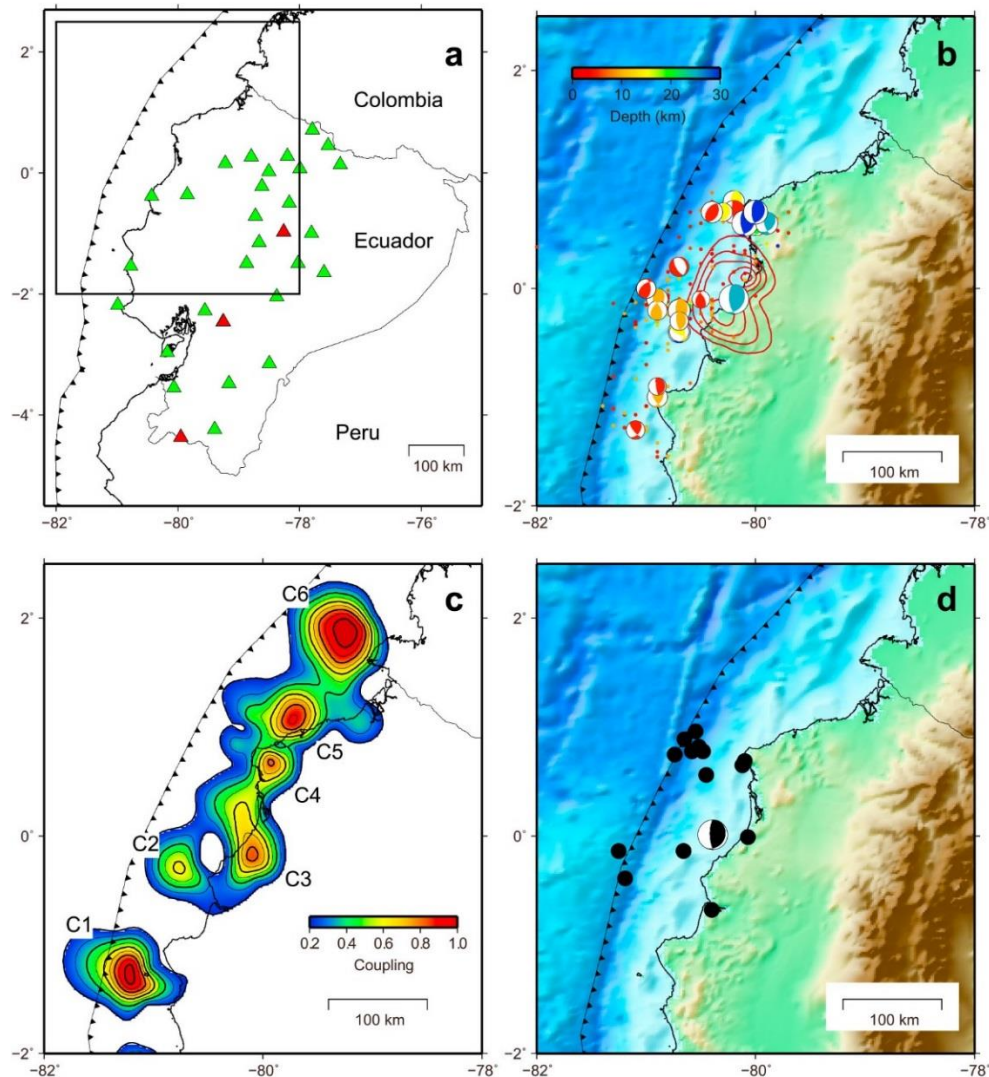 a
Colombia
Ecuador
Peru
100 km
2°
0°
−2°
−4°
−82° −80° −78° −76°
b
0 10 20 30
Depth (km)
100 km
2°
0°
−2°
−82° −80° −78°
c
C6
C5
C4
C2
C3
C1
0.2 0.4 0.6 0.8 1.0
Coupling
100 km
2°
0°
−2°
−82° −80° −78°
d
100 km
2°
0°
−2°
−82° −80° −78°